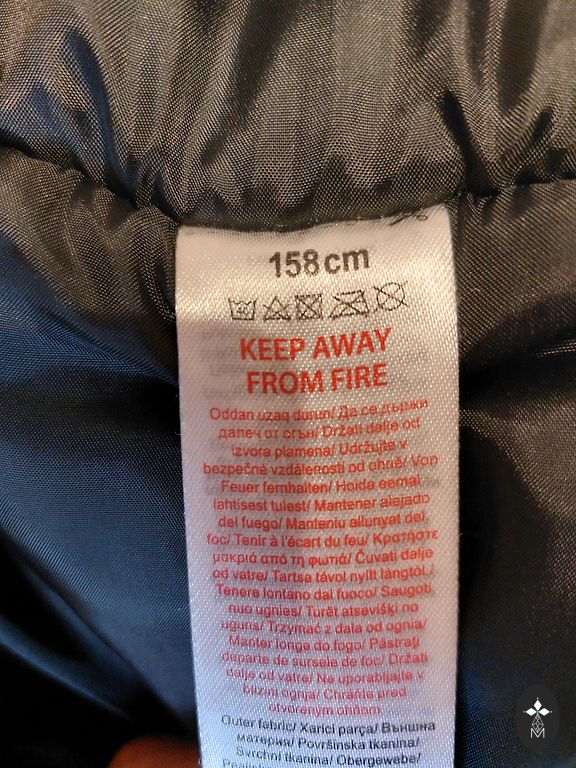 158cm
40
KEEP AWAY
FROM FIRE
Oddan uzaq durun/ Да се държи
далеч от огън/ Držati dalje od
izvora plamena/ Udržujte v
bezpečné vzdálenosti od ohně/ Von
Feuer fernhalten/ Hoida eemal
lahtisest tulest/ Mantener alejado
del fuego/ Manteniu allunyat del
foc/ Tenir à l'écart du feu/ Κρατήστε
μακριά από τη φωτιά/ Čuvati dalje
od vatre/ Tartsa távol nyílt lángtól./
Tenere lontano dal fuoco/ Saugoti
nuo ugnies/ Turēt atsevišķi no
uguns/ Trzymać z dala od ognia/
Manter longe do fogo/ Păstrați
departe de sursele de foc/ Držati
dalje od vatre/ Ne uporabljajte v
bližini ognja/ Chráňte pred
otvoreným ohňom
Outer fabric/ Xarici parça/ Външна
материя/ Površinska tkanina/
Svrchní tkanina/ Obergewebe/
M